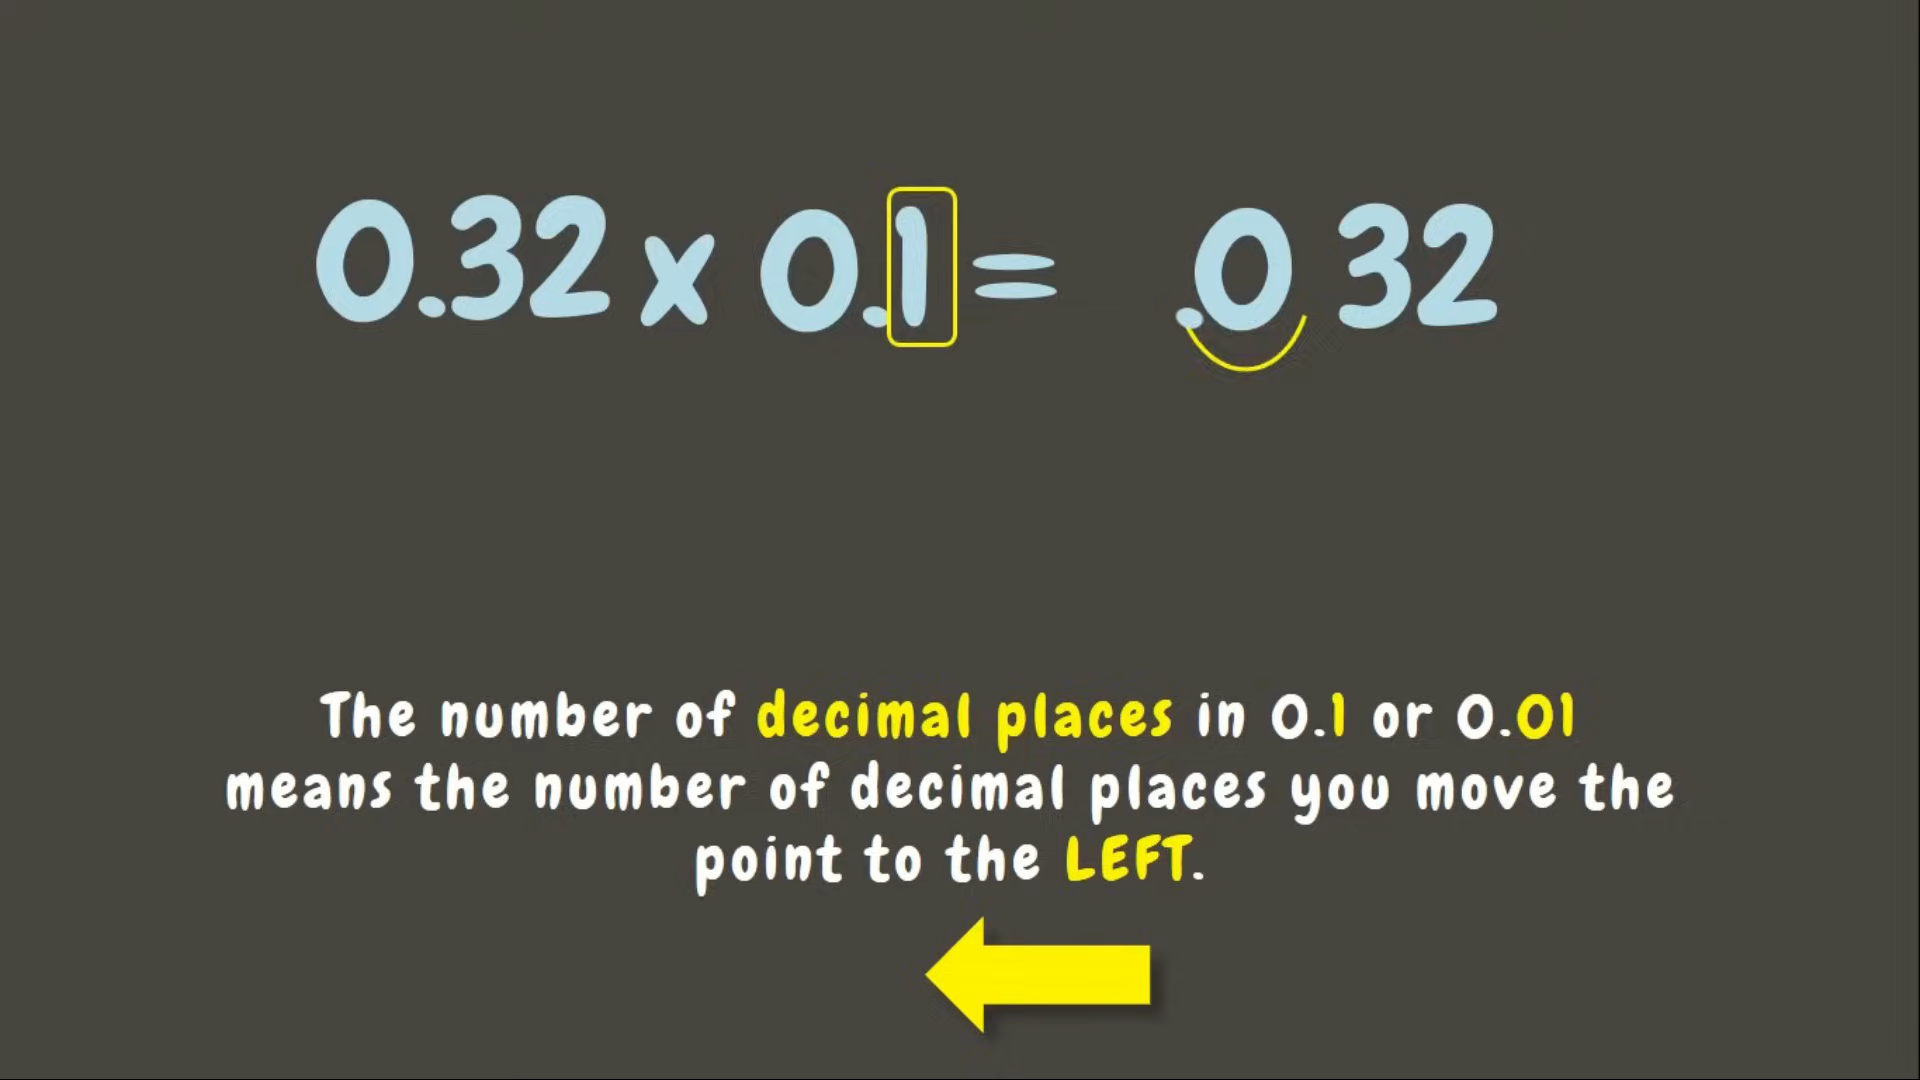 0.32 x 0.1 = .0 32
The number of decimal places in 0.1 or 0.01
means the number of decimal places you move the
point to the LEFT.